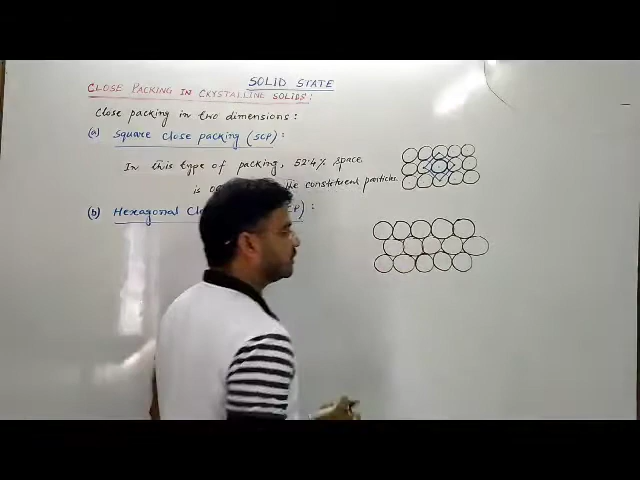 SOLID STATE
CLOSE PACKING IN CRYSTALLINE SOLIDS:
Close packing in two dimensions:
(a) Square close packing (SCP):
In this type of packing, 52.4% space
is the constituent particles.
(b) Hexagonal CP):